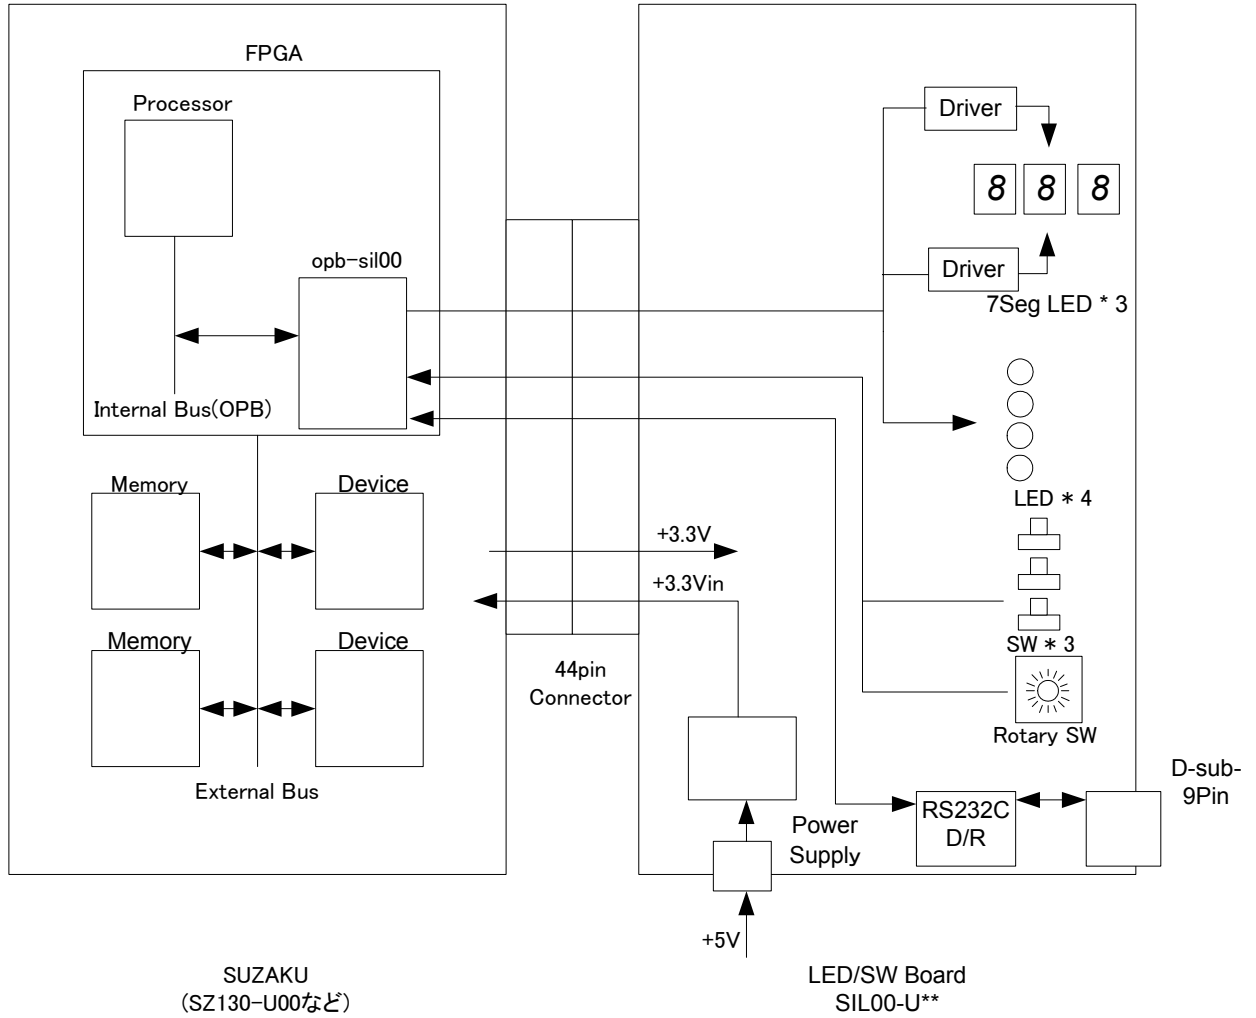 FPGA
Processor
opb-sil00
Internal Bus(OPB)
Memory
Device
Memory
Device
External Bus
44pin
Connector
+3.3V
+3.3Vin
Driver
8 8 8
Driver
7Seg LED * 3
LED * 4
SW * 3
Rotary SW
D-sub-
9Pin
RS232C
D/R
Power
Supply
+5V
SUZAKU
(SZ130-U00など)
LED/SW Board
SIL00-U**